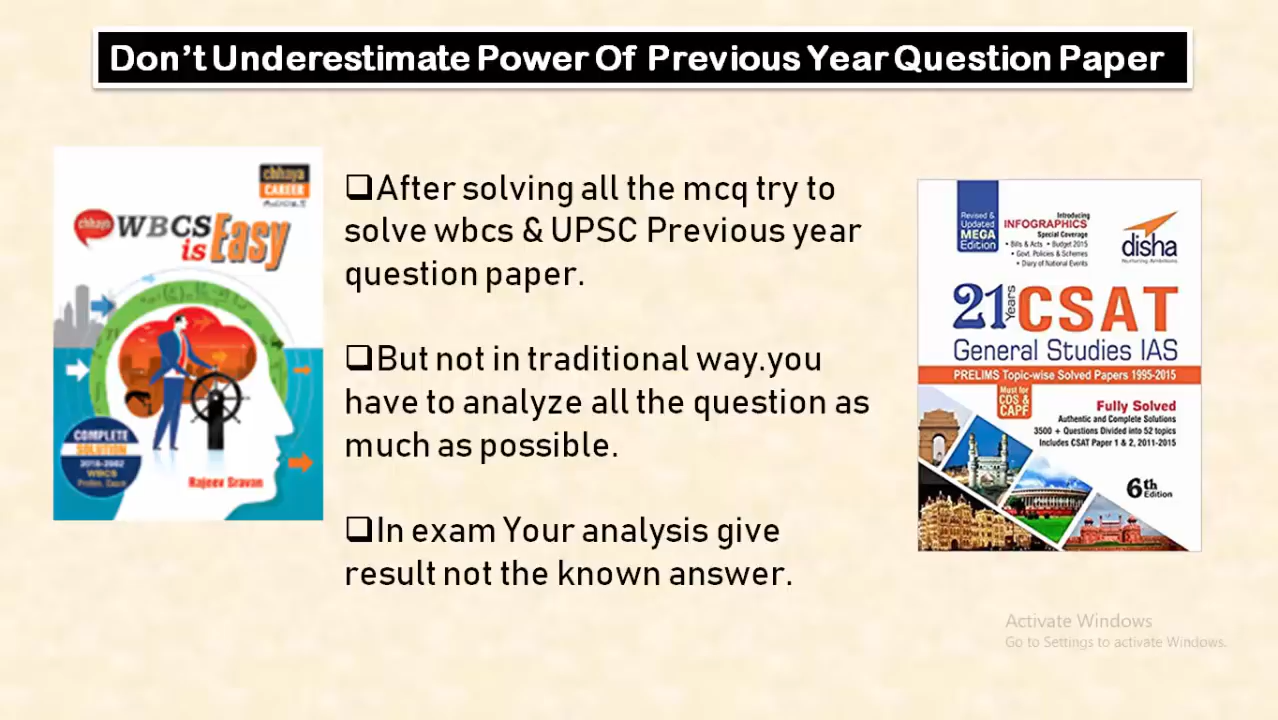 Don’t Underestimate Power Of Previous Year Question Paper
chhaya
CAREER
chhaya
WBCS
is Easy
COMPLETE
SOLUTION
WBCS
Prelim. Exam
Rajeev Sravan
❑After solving all the mcq try to
solve wbcs & UPSC Previous year
question paper.
❑But not in traditional way.you
have to analyze all the question as
much as possible.
❑In exam Your analysis give
result not the known answer.
Revised &
Updated
MEGA
Edition
Introducing
INFOGRAPHICS
Special Coverage
• Bills & Acts • Budget 2015
• Govt. Policies & Schemes
• Diary of National Events
disha
Nurturing Ambitions
21 Years CSAT
General Studies IAS
PRELIMS Topic-wise Solved Papers 1995-2015
Must for
CDS &
CAPF
Fully Solved
Authentic and Complete Solutions
3500 + Questions Divided into 52 topics
Includes CSAT Paper 1 & 2, 2011-2015
6th
Edition
Activate Windows
Go to Settings to activate Windows.